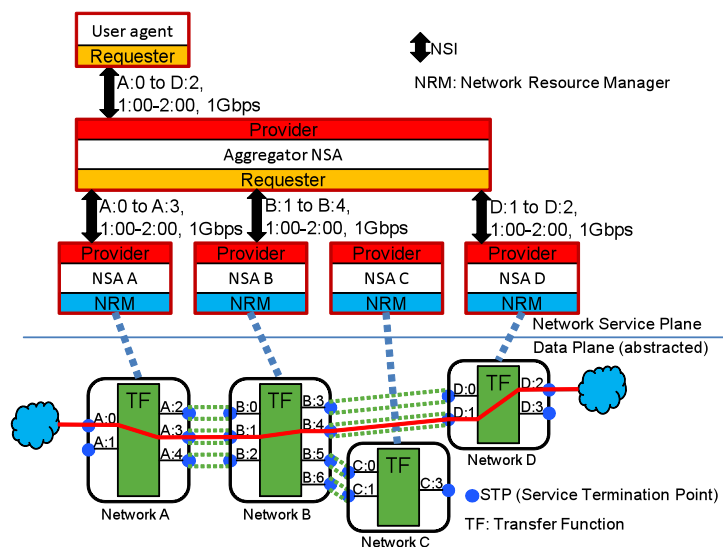 User agent
Requester
NSI
NRM: Network Resource Manager
A:0 to D:2,
1:00-2:00, 1Gbps
Provider
Aggregator NSA
Requester
A:0 to A:3,
1:00-2:00, 1Gbps
B:1 to B:4,
1:00-2:00, 1Gbps
D:1 to D:2,
1:00-2:00, 1Gbps
Provider
NSA A
NRM
Provider
NSA B
NRM
Provider
NSA C
NRM
Provider
NSA D
NRM
Network Service Plane
Data Plane (abstracted)
TF
A:0
A:1
A:2
A:3
A:4
Network A
TF
B:0
B:1
B:2
B:3
B:4
B:5
B:6
Network B
TF
C:0
C:1
C:3
Network C
TF
D:0
D:1
D:2
D:3
Network D
STP (Service Termination Point)
TF: Transfer Function